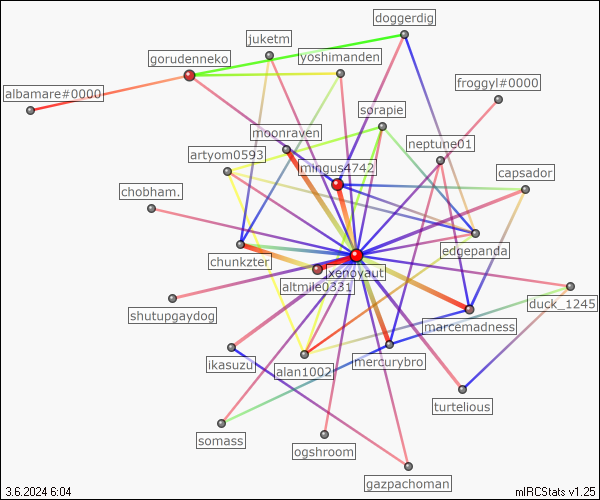 doggerdig
juketm
gorudenneko
yoshimanden
froggyl#0000
albamare#0000
sorapie
moonraven
neptune01
artyom0593
mingus4742
capsador
chobham.
edgepanda
chunkzter
jxenoyaut
altmile0331
duck_1245
shutupgaydog
marcemadness
ikasuzu
mercurybro
alan1002
turtelious
somass
ogshroom
gazpachoman
3.6.2024 6:04
mIRCStats v1.25